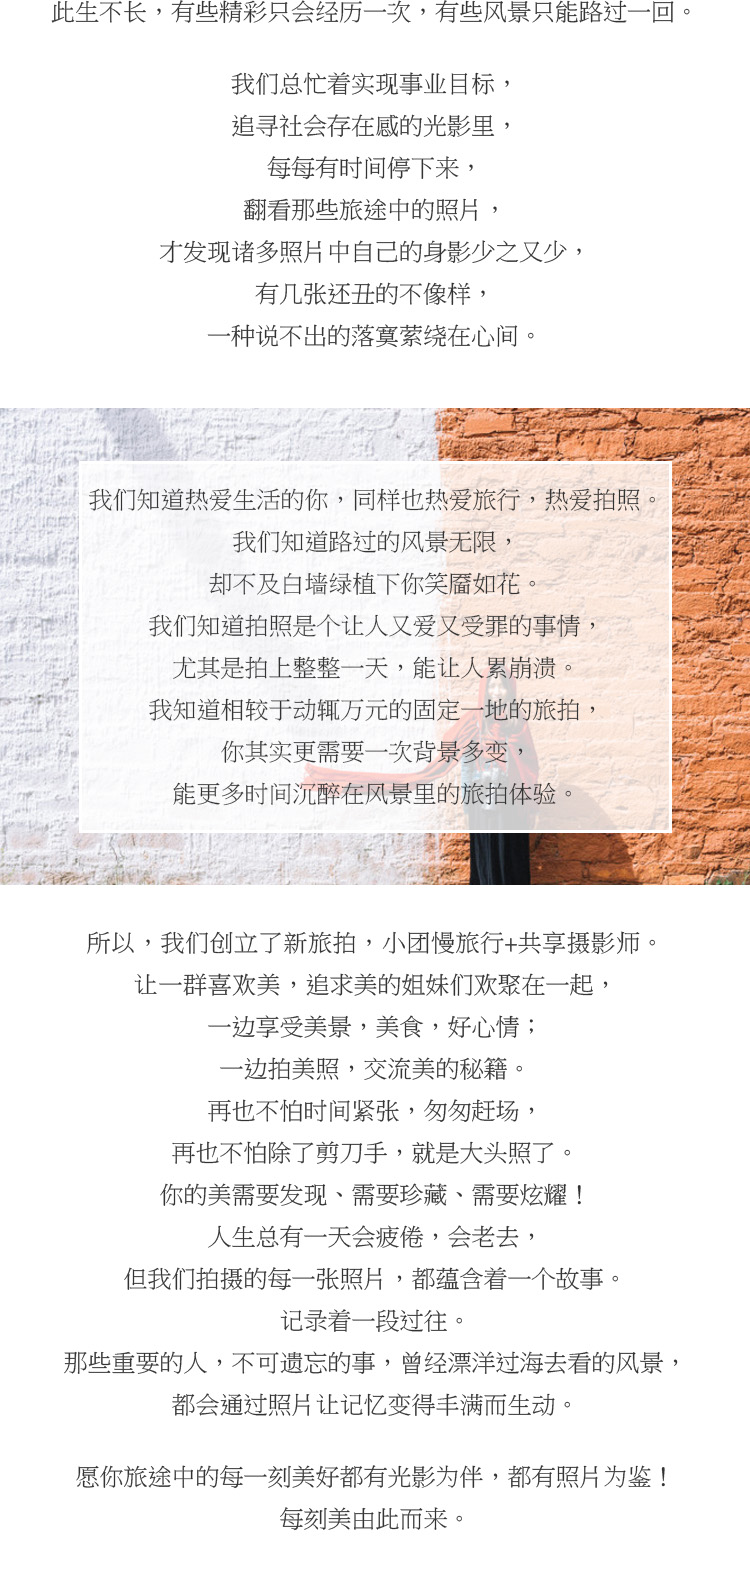 此生不长，有些精彩只会经历一次，有些风景只能路过一回。
我们总忙着实现事业目标，
追寻社会存在感的光影里，
每每有时间停下来，
翻看那些旅途中的照片，
才发现诸多照片中自己的身影少之又少，
有几张还丑的不像样，
一种说不出的落寞萦绕在心间。
我们知道热爱生活的你，同样也热爱旅行，热爱拍照。
我们知道路过的风景无限，
却不及白墙绿植下你笑靥如花。
我们知道拍照是个让人又爱又受罪的事情，
尤其是拍上整整一天，能让人累崩溃。
我知道相较于动辄万元的固定一地的旅拍，
你其实更需要一次背景多变，
能更多时间沉醉在风景里的旅拍体验。
所以，我们创立了新旅拍，小团慢旅行+共享摄影师。
让一群喜欢美，追求美的姐妹们欢聚在一起，
一边享受美景，美食，好心情；
一边拍美照，交流美的秘籍。
再也不怕时间紧张，匆匆赶场，
再也不怕除了剪刀手，就是大头照了。
你的美需要发现、需要珍藏、需要炫耀！
人生总有一天会疲倦，会老去，
但我们拍摄的每一张照片，都蕴含着一个故事。
记录着一段过往。
那些重要的人，不可遗忘的事，曾经漂洋过海去看的风景，
都会通过照片让记忆变得丰满而生动。
愿你旅途中的每一刻美好都有光影为伴，都有照片为鉴！
每刻美由此而来。